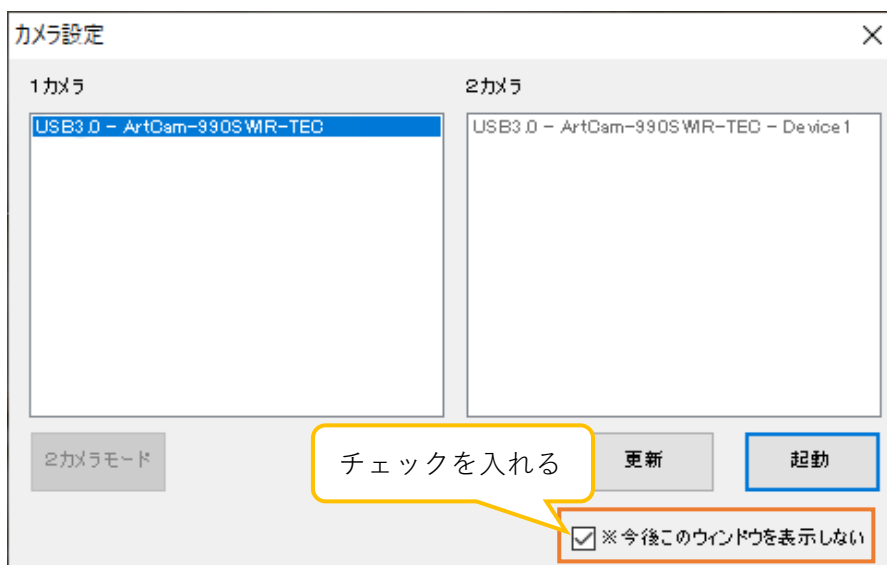 カメラ設定
1カメラ
2カメラ
USB3.0 - ArtCam-990SWIR-TEC
USB3.0 - ArtCam-990SWIR-TEC - Device1
2カメラモード
チェックを入れる
更新
起動
※今後このウィンドウを表示しない